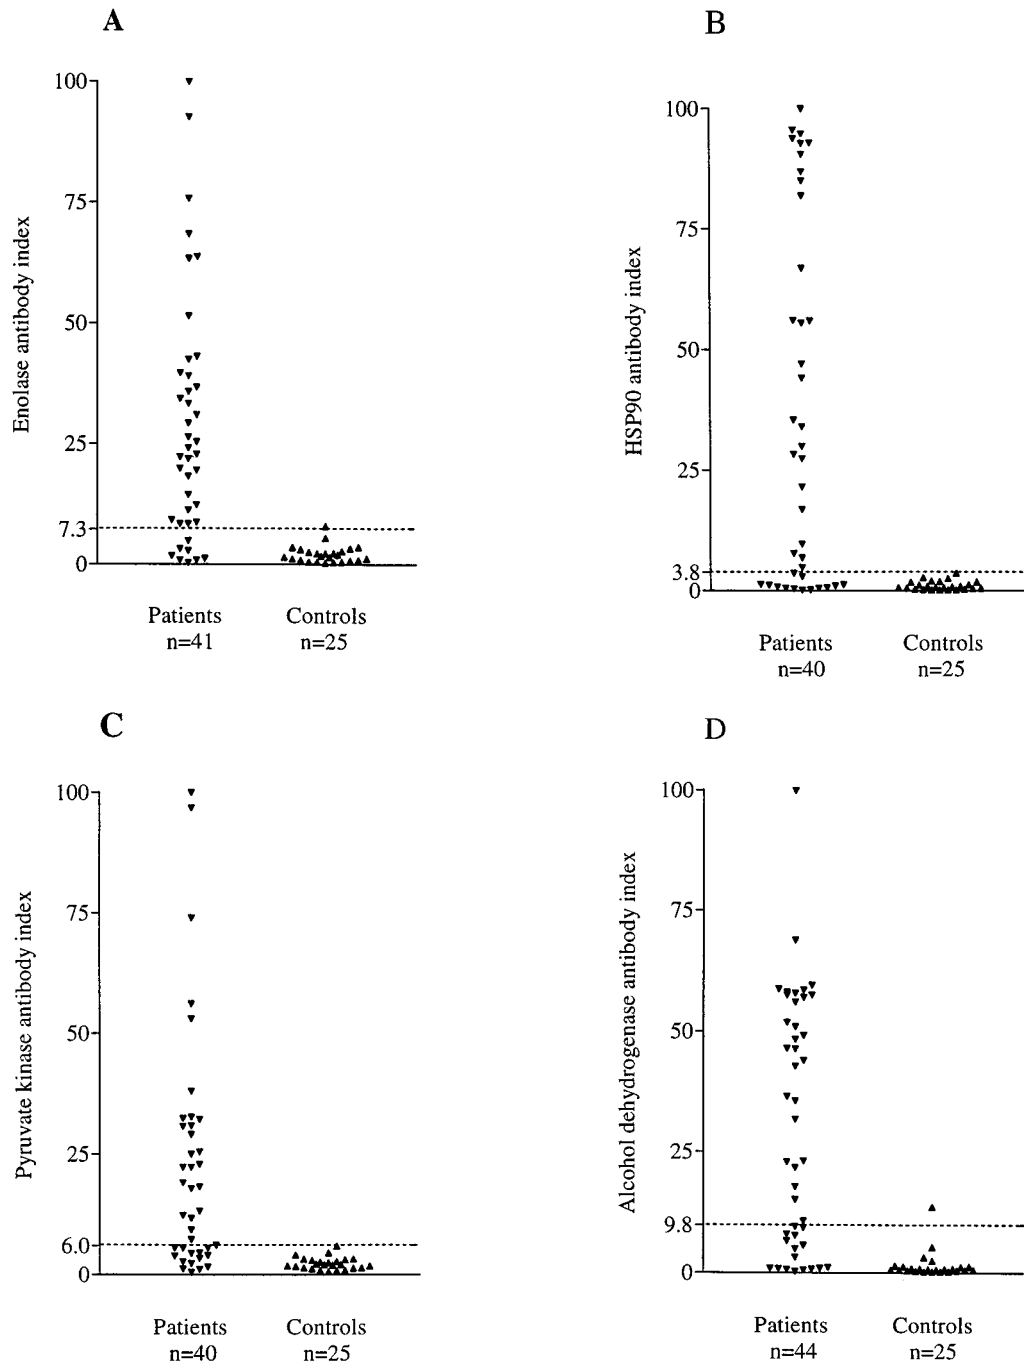 A
Enolase antibody index
100
75
50
25
7.3
0
Patients
n=41
Controls
n=25
B
HSP90 antibody index
100
75
50
25
3.8
0
Patients
n=40
Controls
n=25
C
Pyruvate kinase antibody index
100
75
50
25
6.0
0
Patients
n=40
Controls
n=25
D
Alcohol dehydrogenase antibody index
100
75
50
25
9.8
0
Patients
n=44
Controls
n=25